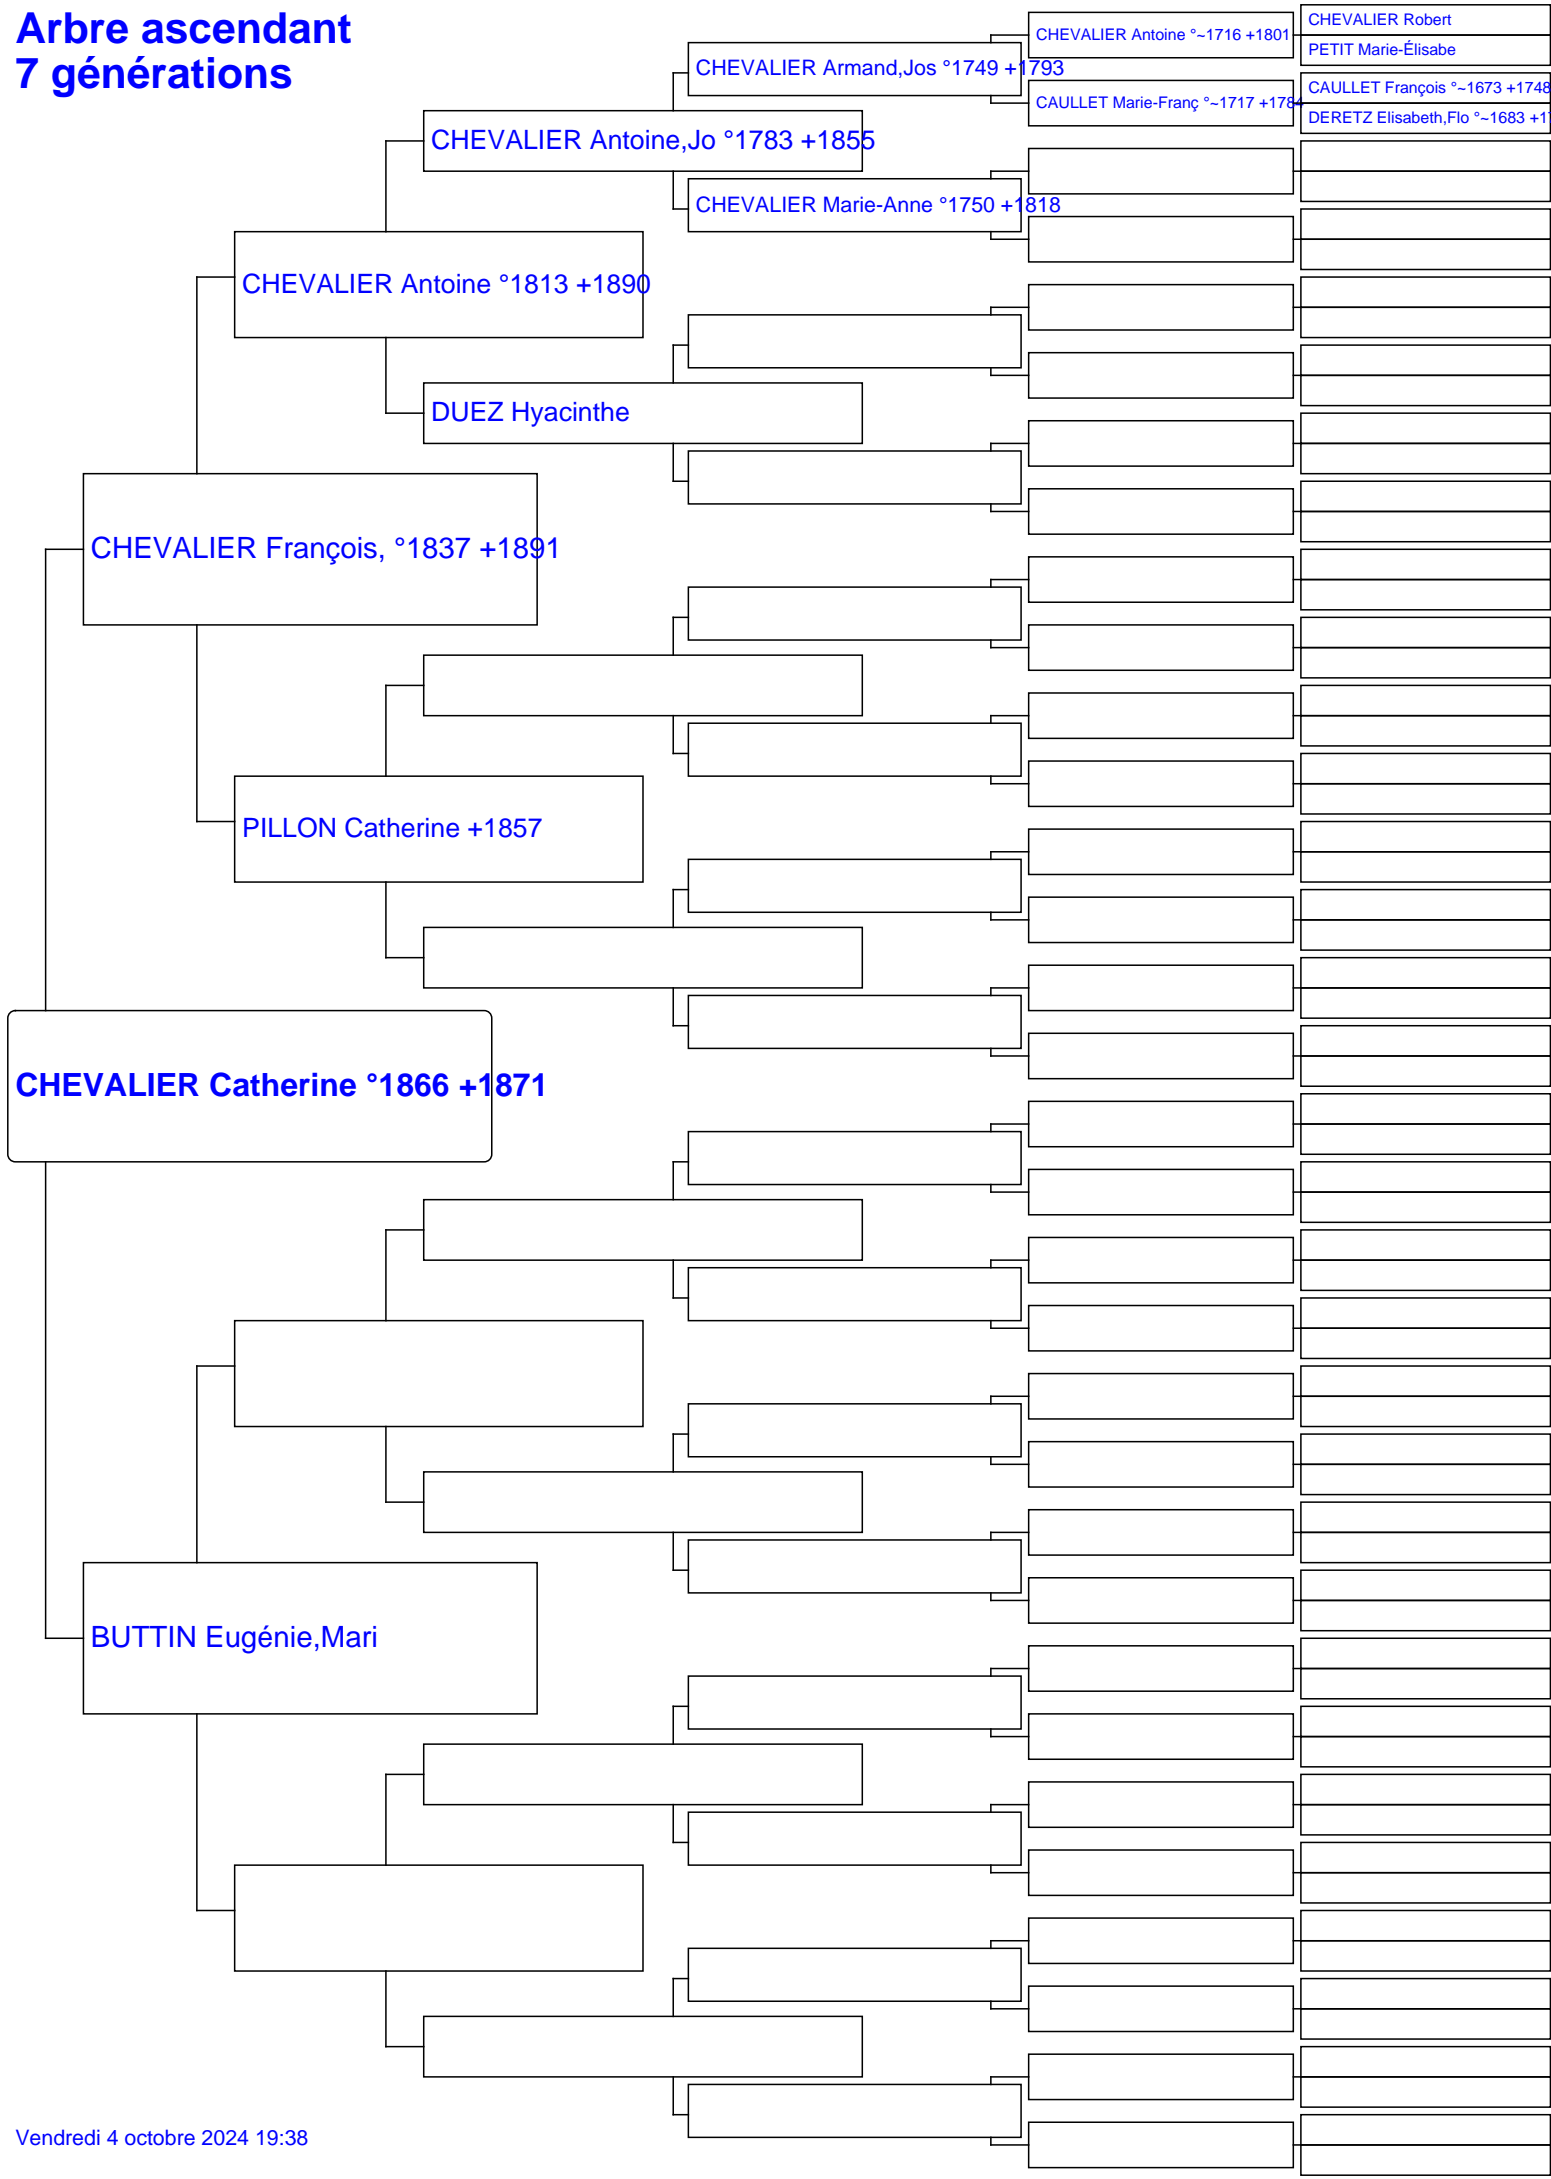 Arbre ascendant
7 générations
CHEVALIER Robert
CHEVALIER Antoine °~1716 +1801
PETIT Marie-Élisabe
CHEVALIER Armand,Jos °1749 +1793
CAULLET François °~1673 +1748
CAULLET Marie-Franç °~1717 +1784
DERETZ Elisabeth,Flo °~1683
CHEVALIER Antoine,Jo °1783 +1855
CHEVALIER Marie-Anne °1750 +1818
CHEVALIER Antoine °1813 +1890
DUEZ Hyacinthe
CHEVALIER François, °1837 +1891
PILLON Catherine +1857
CHEVALIER Catherine °1866 +1871
BUTTIN Eugénie,Mari
Vendredi 4 octobre 2024 19:38